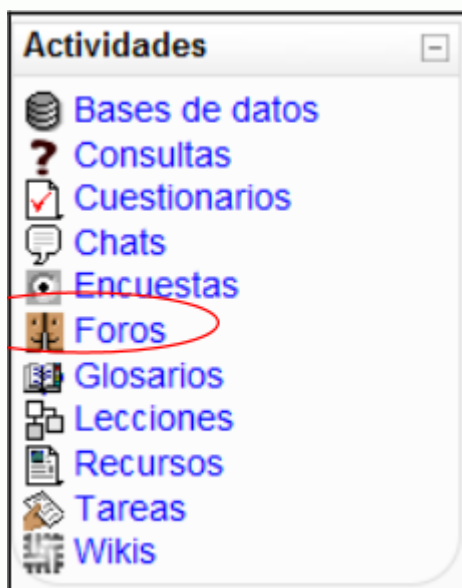 Actividades
Bases de datos
Consultas
Cuestionarios
Chats
Encuestas
Foros
Glosarios
Lecciones
Recursos
Tareas
Wikis